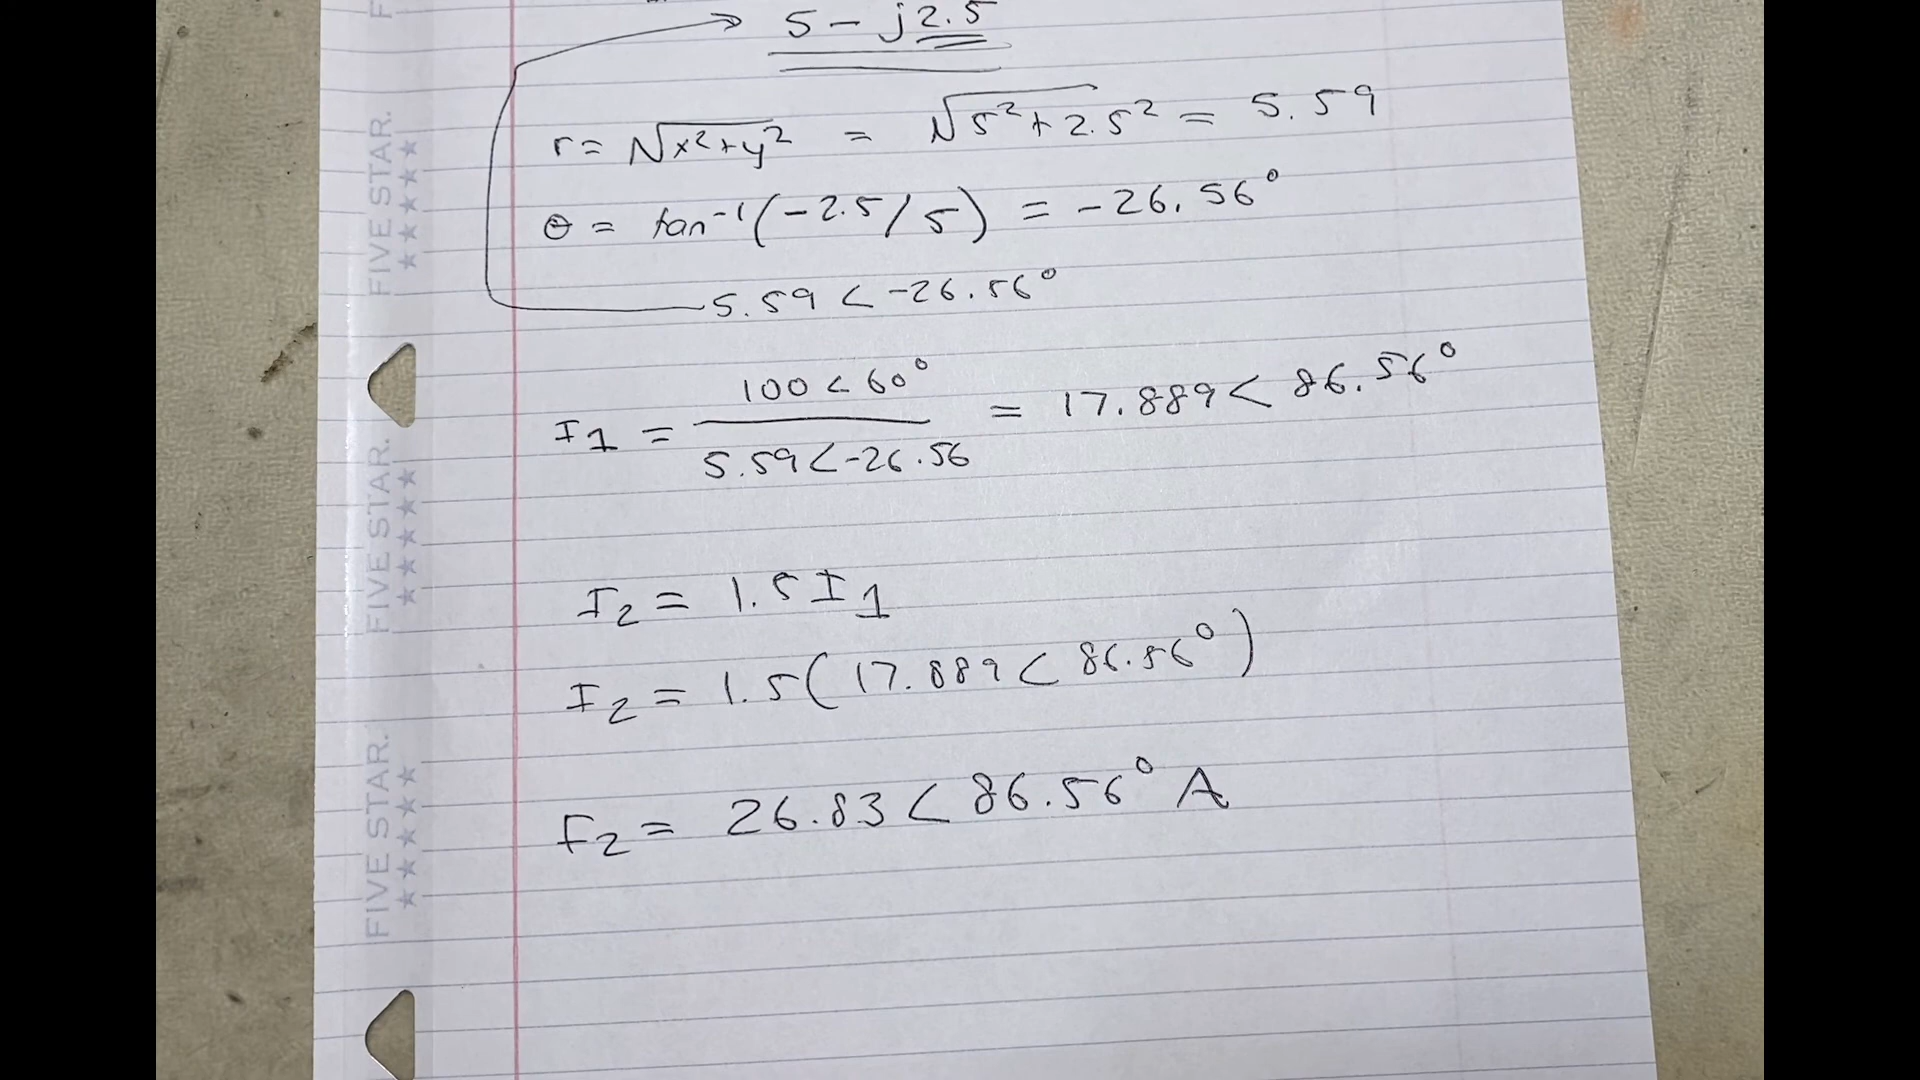 5 - j2.5
r = √x²+y² = √5²+2.5² = 5.59
θ = tan⁻¹(-2.5/5) = -26.56°
5.59 < -26.56°
I1 = 100 < 60° / 5.59 < -26.56 = 17.889 < 86.56°
I2 = 1.5 I1
I2 = 1.5(17.889 < 86.56°)
I2 = 26.83 < 86.56° A
FIVE STAR.
FIVE STAR.
FIVE STAR.